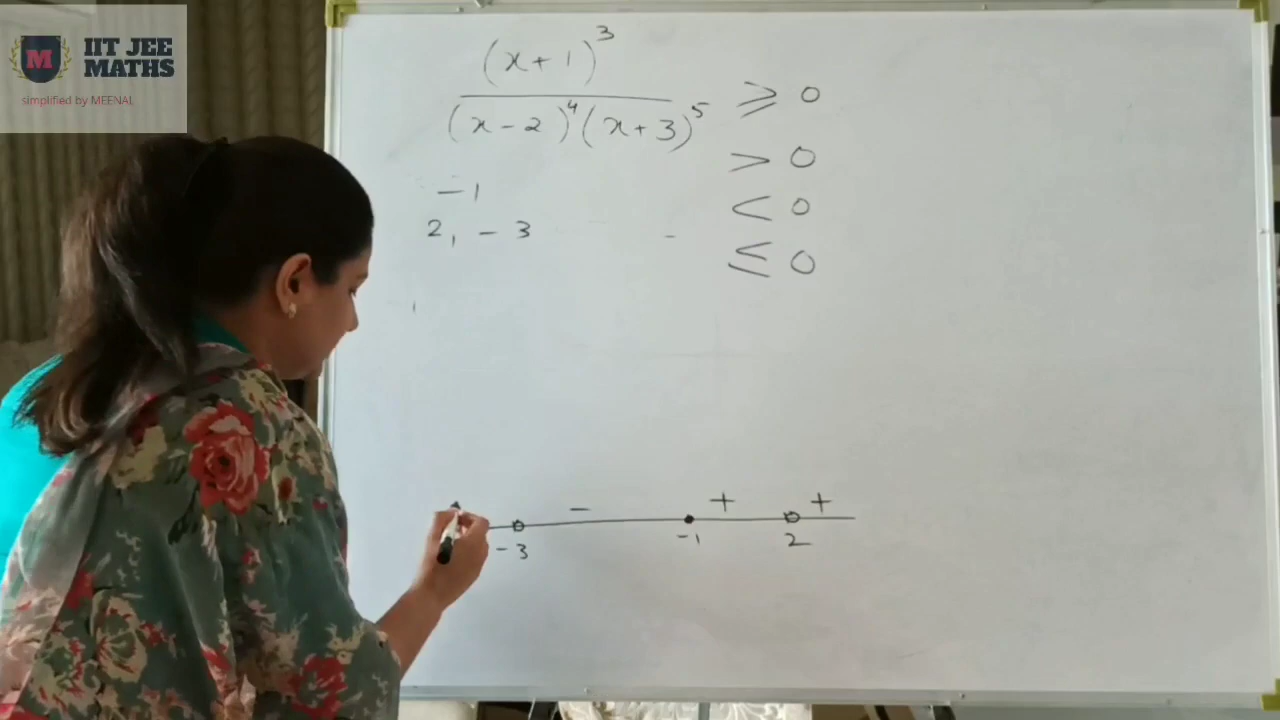 IIT JEE
MATHS
simplified by MEENAL
(x+1)³
(x-2)⁴(x+3)⁵
≥ 0
> 0
< 0
≤ 0
-1
2, -3
- + +
-3 -1 2